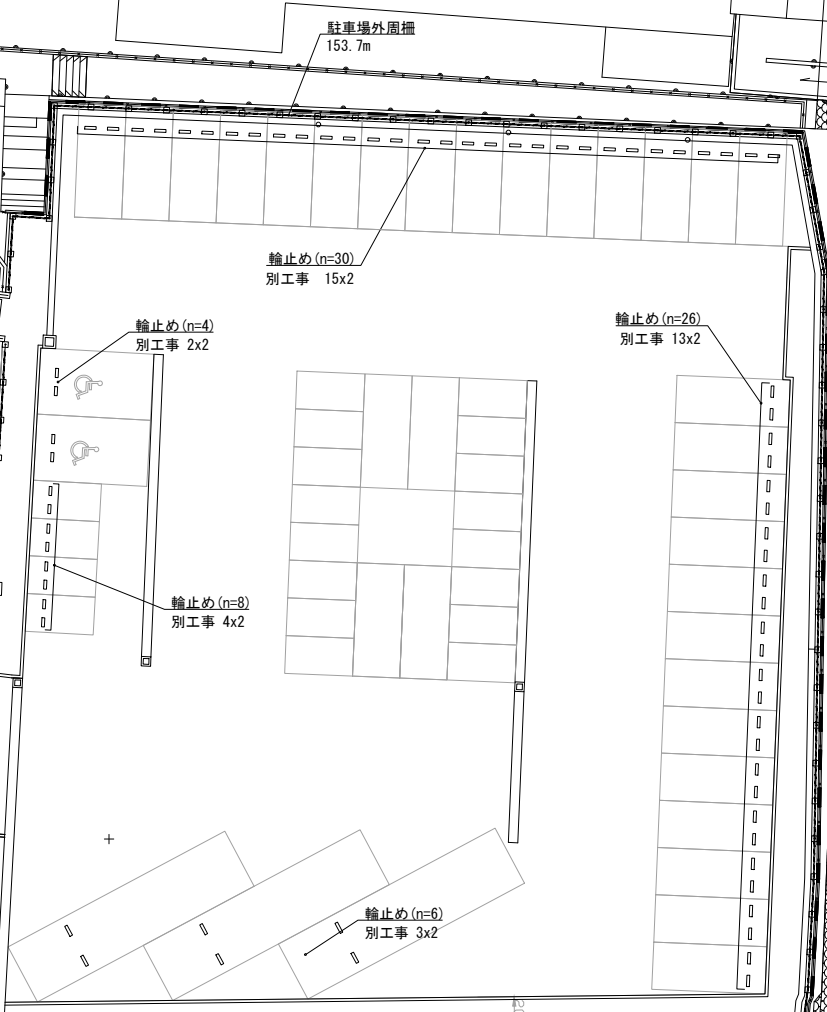 駐車場外周柵
153.7m
輪止め(n=30)
別工事 15x2
輪止め(n=4)
別工事 2x2
輪止め(n=26)
別工事 13x2
輪止め(n=8)
別工事 4x2
輪止め(n=6)
別工事 3x2